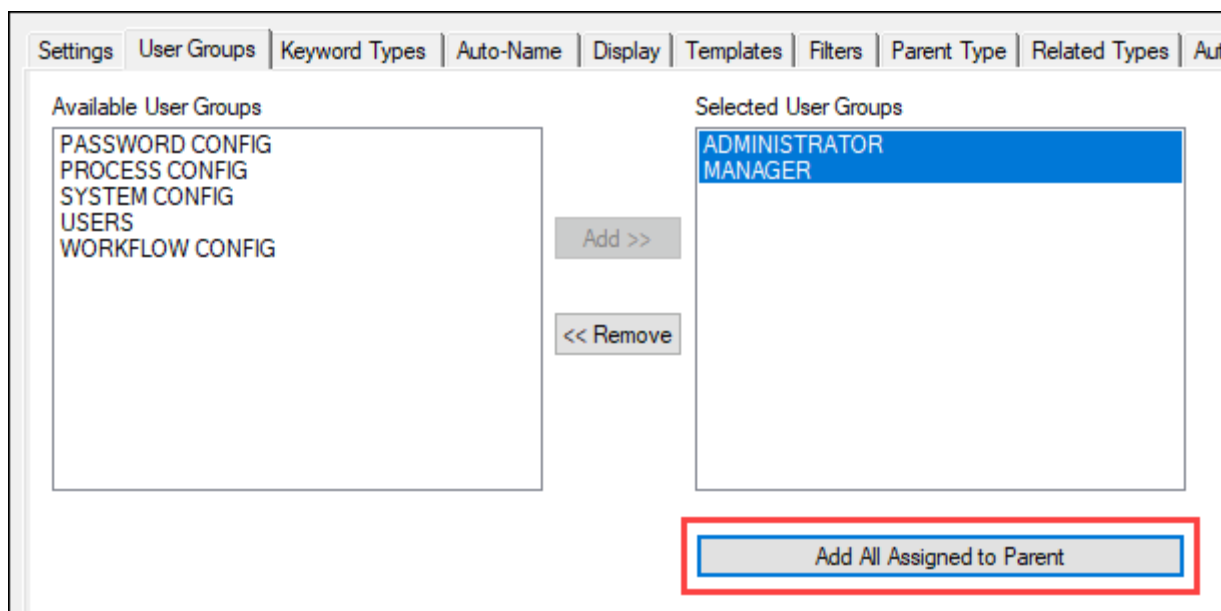 Settings User Groups Keyword Types Auto-Name Display Templates Filters Parent Type Related Types
Available User Groups
PASSWORD CONFIG
PROCESS CONFIG
SYSTEM CONFIG
USERS
WORKFLOW CONFIG
Add >>
<< Remove
Selected User Groups
ADMINISTRATOR
MANAGER
Add All Assigned to Parent